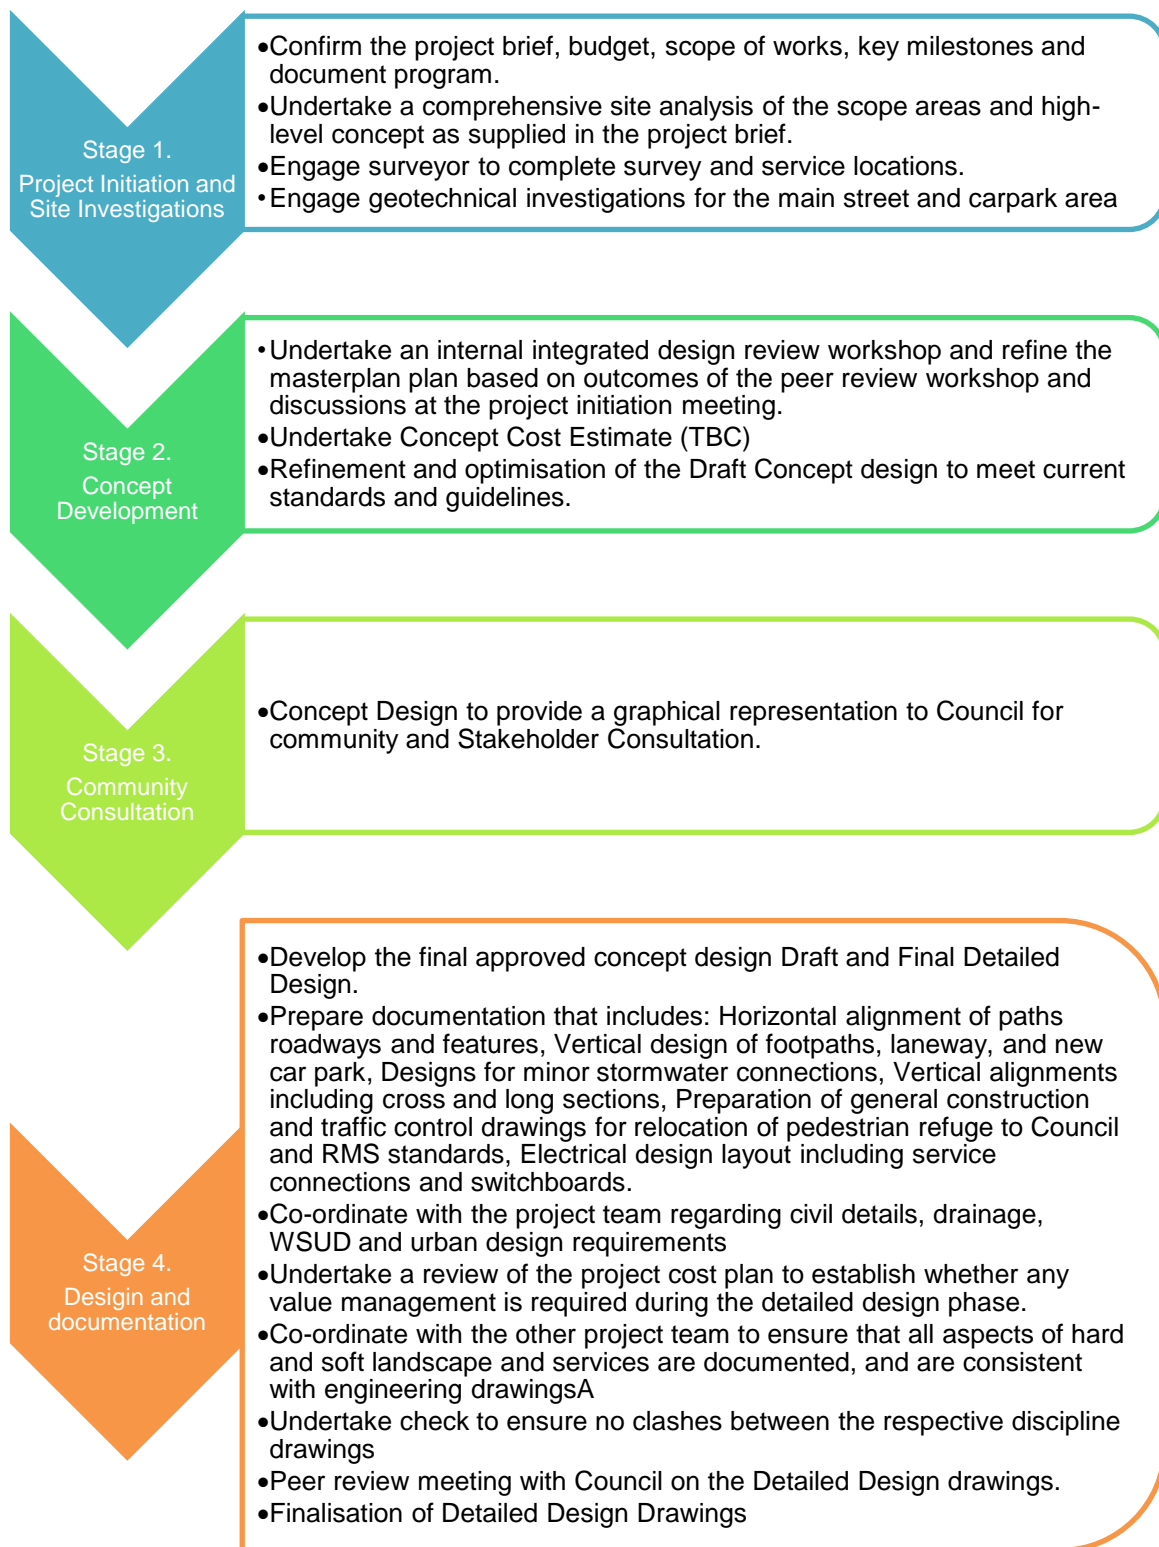 Stage 1.
Project Initiation and
Site Investigations
•Confirm the project brief, budget, scope of works, key milestones and
document program.
•Undertake a comprehensive site analysis of the scope areas and high-
level concept as supplied in the project brief.
•Engage surveyor to complete survey and service locations.
•Engage geotechnical investigations for the main street and carpark area
Stage 2.
Concept
Development
•Undertake an internal integrated design review workshop and refine the
masterplan plan based on outcomes of the peer review workshop and
discussions at the project initiation meeting.
•Undertake Concept Cost Estimate (TBC)
•Refinement and optimisation of the Draft Concept design to meet current
standards and guidelines.
Stage 3.
Community
Consultation
•Concept Design to provide a graphical representation to Council for
community and Stakeholder Consultation.
Stage 4.
Desigin and
documentation
•Develop the final approved concept design Draft and Final Detailed
Design.
•Prepare documentation that includes: Horizontal alignment of paths
roadways and features, Vertical design of footpaths, laneway, and new
car park, Designs for minor stormwater connections, Vertical alignments
including cross and long sections, Preparation of general construction
and traffic control drawings for relocation of pedestrian refuge to Council
and RMS standards, Electrical design layout including service
connections and switchboards.
•Co-ordinate with the project team regarding civil details, drainage,
WSUD and urban design requirements
•Undertake a review of the project cost plan to establish whether any
value management is required during the detailed design phase.
•Co-ordinate with the other project team to ensure that all aspects of hard
and soft landscape and services are documented, and are consistent
with engineering drawingsA
•Undertake check to ensure no clashes between the respective discipline
drawings
•Peer review meeting with Council on the Detailed Design drawings.
•Finalisation of Detailed Design Drawings